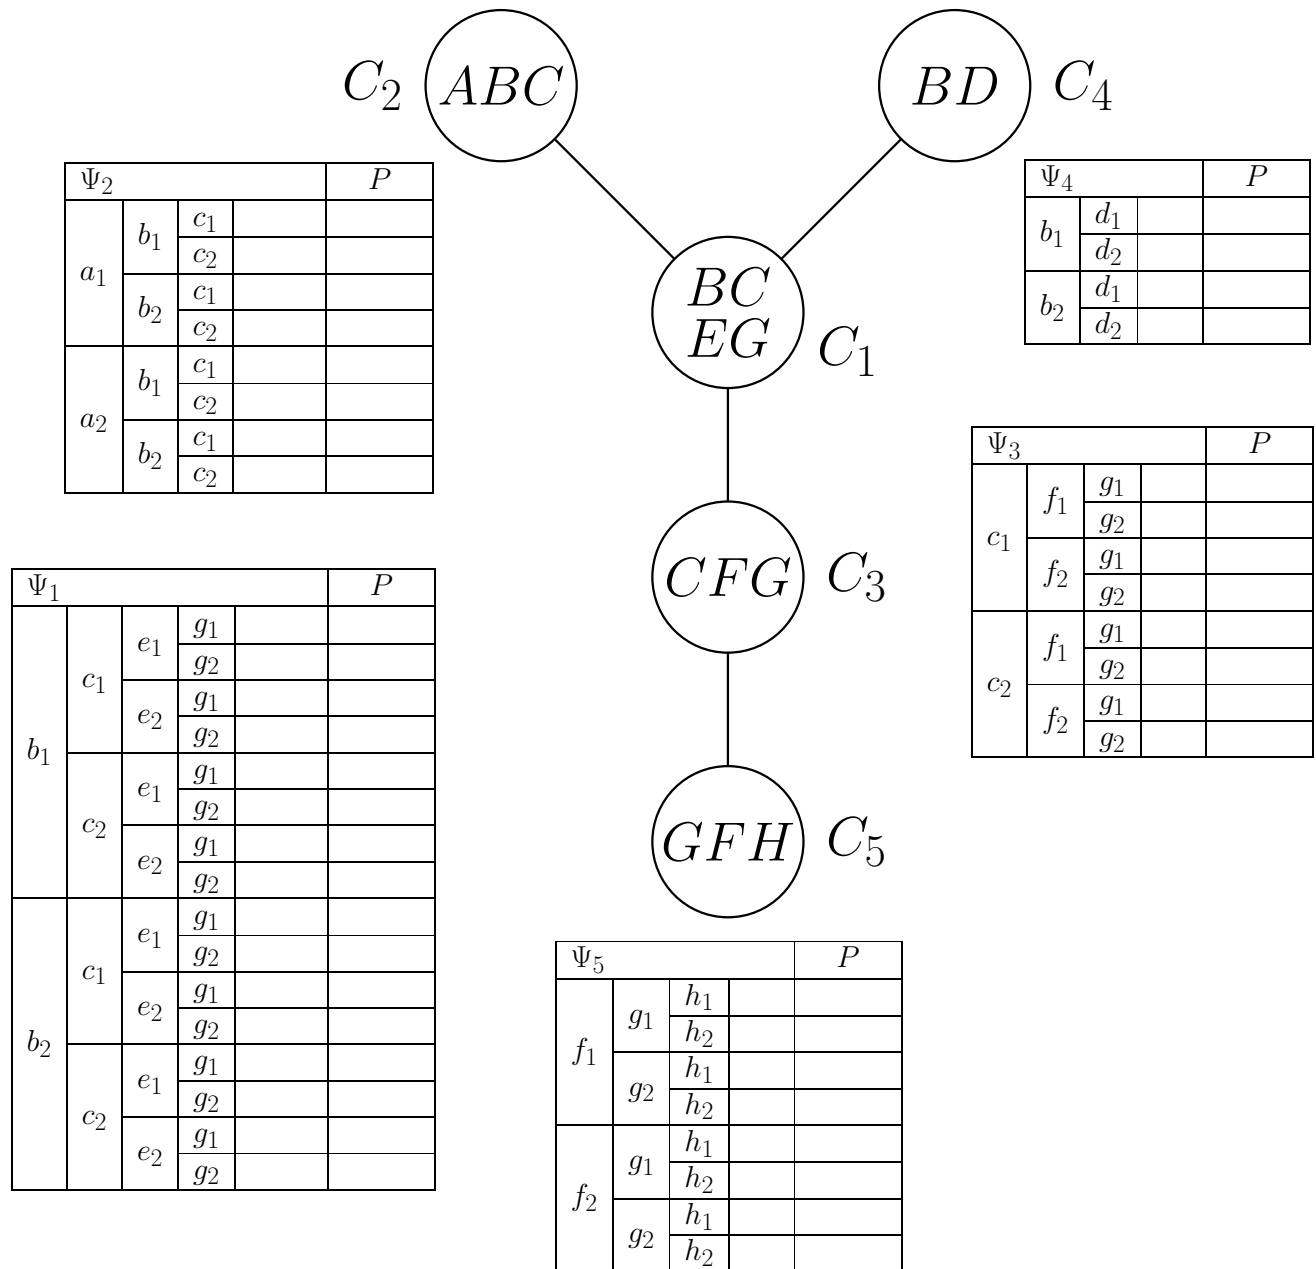 C₂ ABC
BD C₄
BC
EG
C₁
CFG C₃
GFH C₅
Ψ₂ P
a₁ b₁ c₁
c₂
b₂ c₁
c₂
a₂ b₁ c₁
c₂
b₂ c₁
c₂
Ψ₄ P
b₁ d₁
d₂
b₂ d₁
d₂
Ψ₃ P
c₁ f₁ g₁
g₂
f₂ g₁
g₂
c₂ f₁ g₁
g₂
f₂ g₁
g₂
Ψ₁ P
b₁ c₁ e₁ g₁
g₂
e₂ g₁
g₂
c₂ e₁ g₁
g₂
e₂ g₁
g₂
b₂ c₁ e₁ g₁
g₂
e₂ g₁
g₂
c₂ e₁ g₁
g₂
e₂ g₁
g₂
Ψ₅ P
f₁ g₁ h₁
h₂
g₂ h₁
h₂
f₂ g₁ h₁
h₂
g₂ h₁
h₂